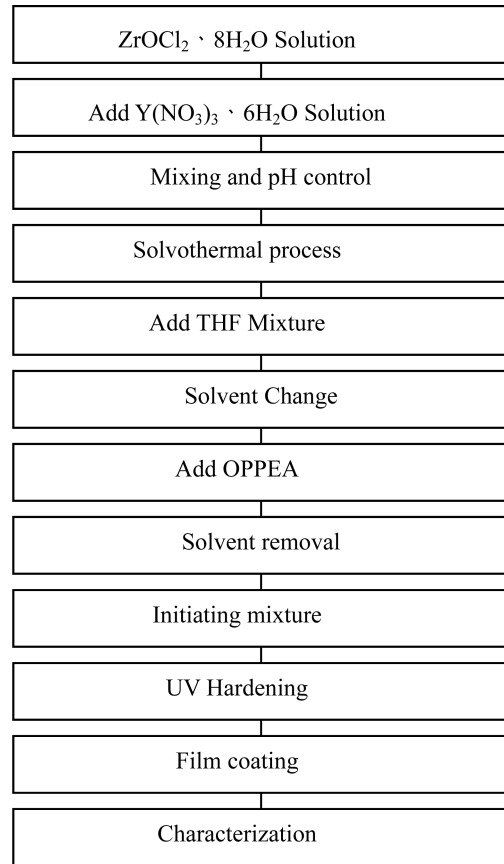 ZrOCl₂、8H₂O Solution
Add Y(NO₃)₃、6H₂O Solution
Mixing and pH control
Solvothermal process
Add THF Mixture
Solvent Change
Add OPPEA
Solvent removal
Initiating mixture
UV Hardening
Film coating
Characterization